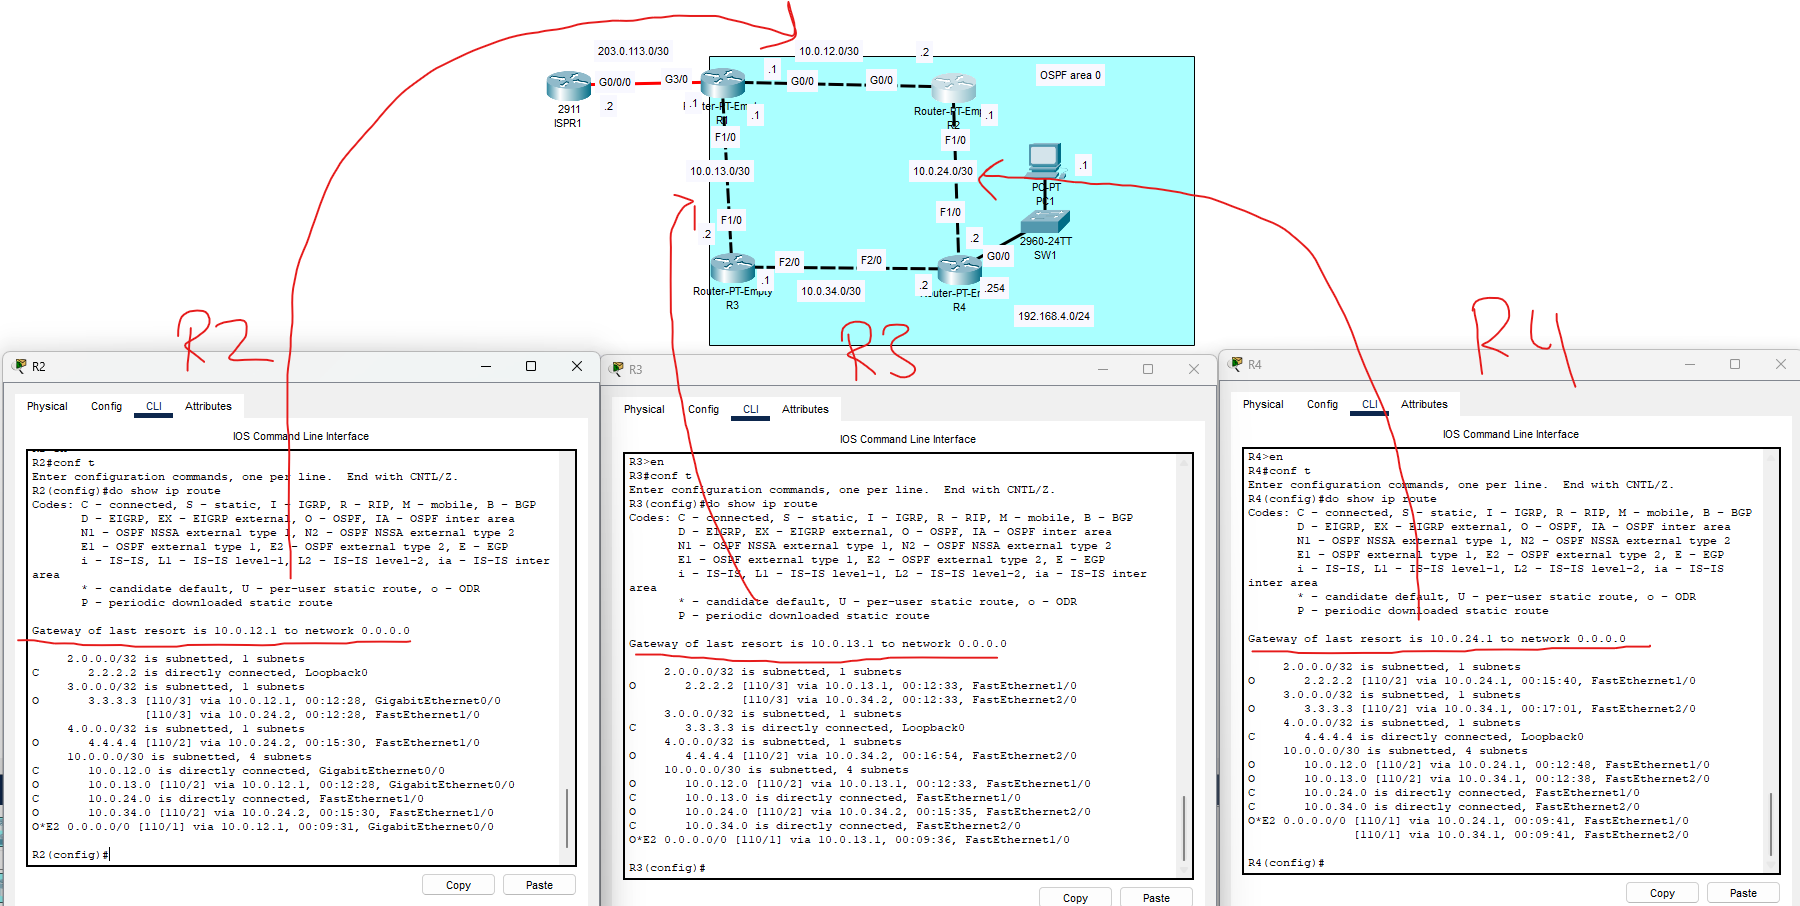 203.0.113.0/30
10.0.12.0/30
.2
OSPF area 0
G0/0/0
G3/0
.1
G0/0
G0/0
2911
ISPR1
.2
.1
Router-PT-Empty
R1
.1
Router-PT-Empty
R2
.1
F1/0
F1/0
10.0.13.0/30
10.0.24.0/30
.1
PC-PT
PC1
F1/0
F1/0
.2
.2
2960-24TT
SW1
G0/0
F2/0
F2/0
.1
.2
.254
Router-PT-Empty
R3
10.0.34.0/30
Router-PT-Empty
R4
192.168.4.0/24
R2
R3
R4
R2
Physical Config CLI Attributes
IOS Command Line Interface
R2#conf t
Enter configuration commands, one per line.  End with CNTL/Z.
R2(config)#do show ip route
Codes: C - connected, S - static, I - IGRP, R - RIP, M - mobile, B - BGP
D - EIGRP, EX - EIGRP external, O - OSPF, IA - OSPF inter area
N1 - OSPF NSSA external type 1, N2 - OSPF NSSA external type 2
E1 - OSPF external type 1, E2 - OSPF external type 2, E - EGP
i - IS-IS, L1 - IS-IS level-1, L2 - IS-IS level-2, ia - IS-IS inter
area
* - candidate default, U - per-user static route, o - ODR
P - periodic downloaded static route
Gateway of last resort is 10.0.12.1 to network 0.0.0.0
2.0.0.0/32 is subnetted, 1 subnets
C 2.2.2.2 is directly connected, Loopback0
3.0.0.0/32 is subnetted, 1 subnets
O 3.3.3.3 [110/3] via 10.0.12.1, 00:12:28, GigabitEthernet0/0
[110/3] via 10.0.24.2, 00:12:28, FastEthernet1/0
4.0.0.0/32 is subnetted, 1 subnets
O 4.4.4.4 [110/2] via 10.0.24.2, 00:15:30, FastEthernet1/0
10.0.0.0/30 is subnetted, 4 subnets
C 10.0.12.0 is directly connected, GigabitEthernet0/0
O 10.0.13.0 [110/2] via 10.0.12.1, 00:12:28, GigabitEthernet0/0
C 10.0.24.0 is directly connected, FastEthernet1/0
O 10.0.34.0 [110/2] via 10.0.24.2, 00:15:30, FastEthernet1/0
O*E2 0.0.0.0/0 [110/1] via 10.0.12.1, 00:09:31, GigabitEthernet0/0
R2(config)#
Copy Paste
R3
Physical Config CLI Attributes
IOS Command Line Interface
R3>en
R3#conf t
Enter configuration commands, one per line.  End with CNTL/Z.
R3(config)#do show ip route
Codes: C - connected, S - static, I - IGRP, R - RIP, M - mobile, B - BGP
D - EIGRP, EX - EIGRP external, O - OSPF, IA - OSPF inter area
N1 - OSPF NSSA external type 1, N2 - OSPF NSSA external type 2
E1 - OSPF external type 1, E2 - OSPF external type 2, E - EGP
i - IS-IS, L1 - IS-IS level-1, L2 - IS-IS level-2, ia - IS-IS inter
area
* - candidate default, U - per-user static route, o - ODR
P - periodic downloaded static route
Gateway of last resort is 10.0.13.1 to network 0.0.0.0
2.0.0.0/32 is subnetted, 1 subnets
O 2.2.2.2 [110/3] via 10.0.13.1, 00:12:33, FastEthernet1/0
[110/3] via 10.0.34.2, 00:12:33, FastEthernet2/0
3.0.0.0/32 is subnetted, 1 subnets
C 3.3.3.3 is directly connected, Loopback0
4.0.0.0/32 is subnetted, 1 subnets
O 4.4.4.4 [110/2] via 10.0.34.2, 00:16:54, FastEthernet2/0
10.0.0.0/30 is subnetted, 4 subnets
O 10.0.12.0 [110/2] via 10.0.13.1, 00:12:33, FastEthernet1/0
C 10.0.13.0 is directly connected, FastEthernet1/0
O 10.0.24.0 [110/2] via 10.0.34.2, 00:15:35, FastEthernet2/0
C 10.0.34.0 is directly connected, FastEthernet2/0
O*E2 0.0.0.0/0 [110/1] via 10.0.13.1, 00:09:36, FastEthernet1/0
R3(config)#
Copy Paste
R4
Physical Config CLI Attributes
IOS Command Line Interface
R4>en
R4#conf t
Enter configuration commands, one per line.  End with CNTL/Z.
R4(config)#do show ip route
Codes: C - connected, S - static, I - IGRP, R - RIP, M - mobile, B - BGP
D - EIGRP, EX - EIGRP external, O - OSPF, IA - OSPF inter area
N1 - OSPF NSSA external type 1, N2 - OSPF NSSA external type 2
E1 - OSPF external type 1, E2 - OSPF external type 2, E - EGP
i - IS-IS, L1 - IS-IS level-1, L2 - IS-IS level-2, ia - IS-IS
inter area
* - candidate default, U - per-user static route, o - ODR
P - periodic downloaded static route
Gateway of last resort is 10.0.24.1 to network 0.0.0.0
2.0.0.0/32 is subnetted, 1 subnets
O 2.2.2.2 [110/2] via 10.0.24.1, 00:15:40, FastEthernet1/0
3.0.0.0/32 is subnetted, 1 subnets
O 3.3.3.3 [110/2] via 10.0.34.1, 00:17:01, FastEthernet2/0
4.0.0.0/32 is subnetted, 1 subnets
C 4.4.4.4 is directly connected, Loopback0
10.0.0.0/30 is subnetted, 4 subnets
O 10.0.12.0 [110/2] via 10.0.24.1, 00:12:48, FastEthernet1/0
O 10.0.13.0 [110/2] via 10.0.34.1, 00:12:38, FastEthernet2/0
C 10.0.24.0 is directly connected, FastEthernet1/0
C 10.0.34.0 is directly connected, FastEthernet2/0
O*E2 0.0.0.0/0 [110/1] via 10.0.24.1, 00:09:41, FastEthernet1/0
[110/1] via 10.0.34.1, 00:09:41, FastEthernet2/0
R4(config)#
Copy Paste